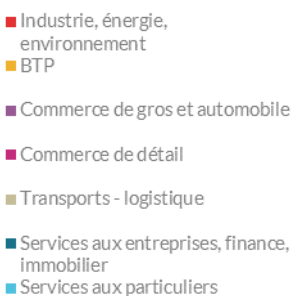 Industrie, énergie,
environnement
BTP
Commerce de gros et automobile
Commerce de détail
Transports - logistique
Services aux entreprises, finance,
immobilier
Services aux particuliers